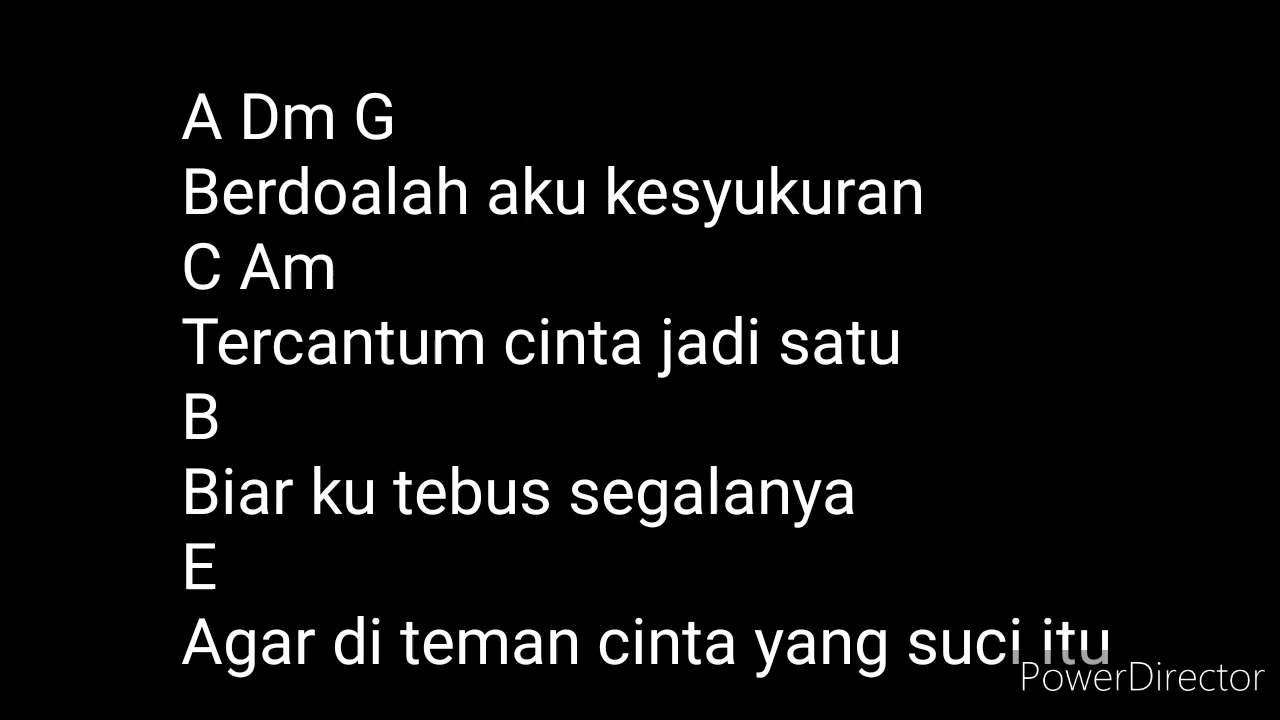 A Dm G
Berdoalah aku kesyukuran
C Am
Tercantum cinta jadi satu
B
Biar ku tebus segalanya
E
Agar di teman cinta yang suci itu
PowerDirector